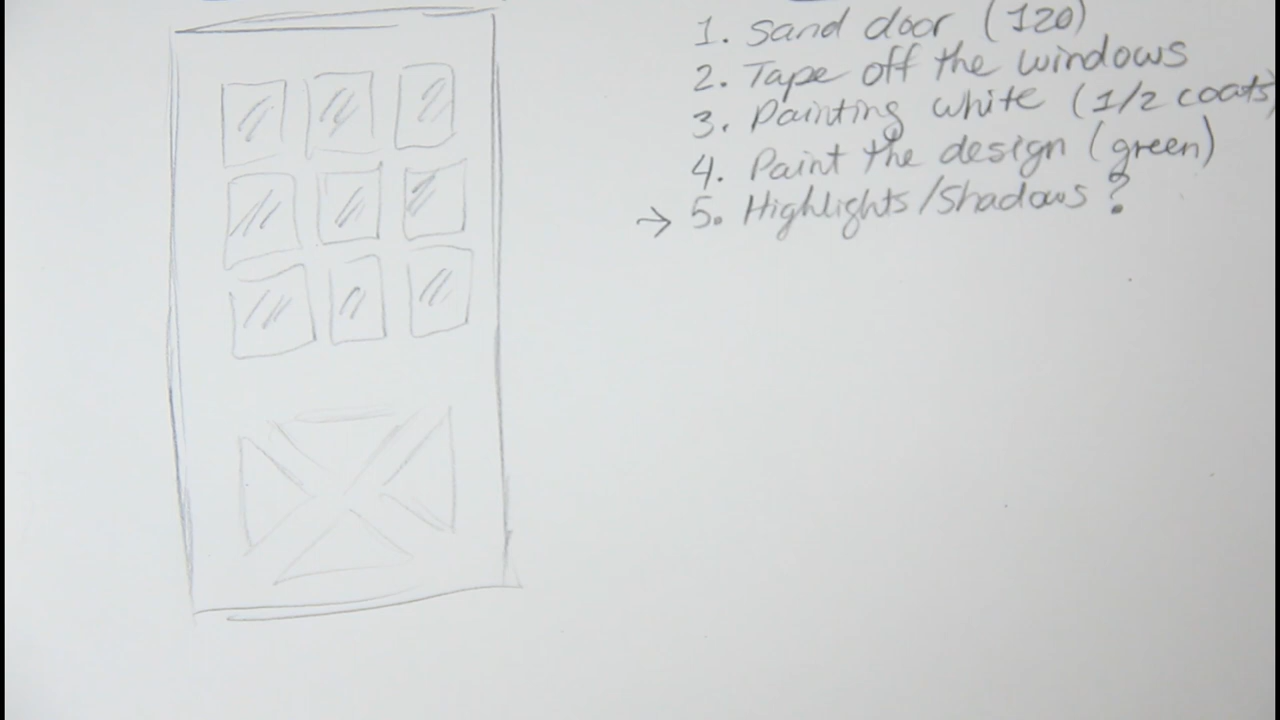 1. Sand door (120)
2. Tape off the windows
3. Painting white (1/2 coats)
4. Paint the design (green)
→ 5. Highlights/Shadows ?